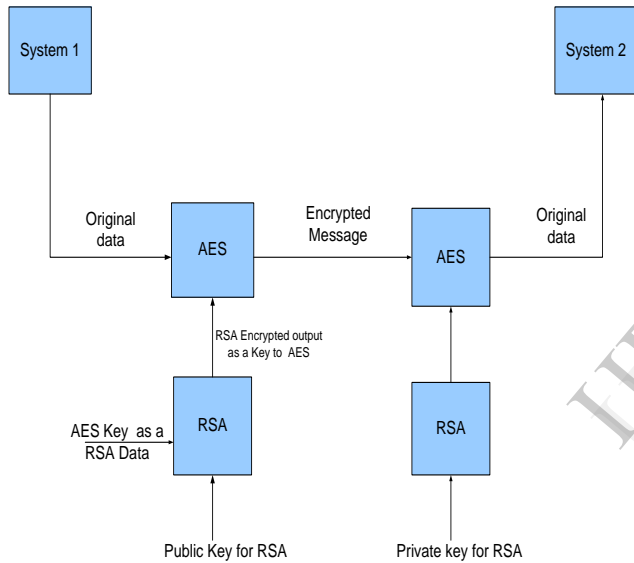 System 1
System 2
Original
data
AES
Encrypted
Message
AES
Original
data
RSA Encrypted output
as a Key to  AES
AES Key  as a
RSA Data
RSA
RSA
Public Key for RSA
Private key for RSA